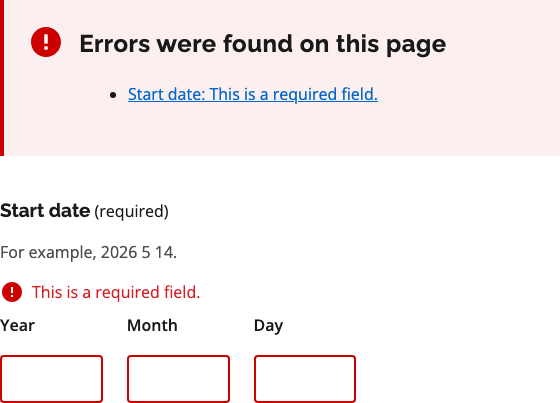 Errors were found on this page
Start date: This is a required field.
Start date (required)
For example, 2026 5 14.
This is a required field.
Year Month Day